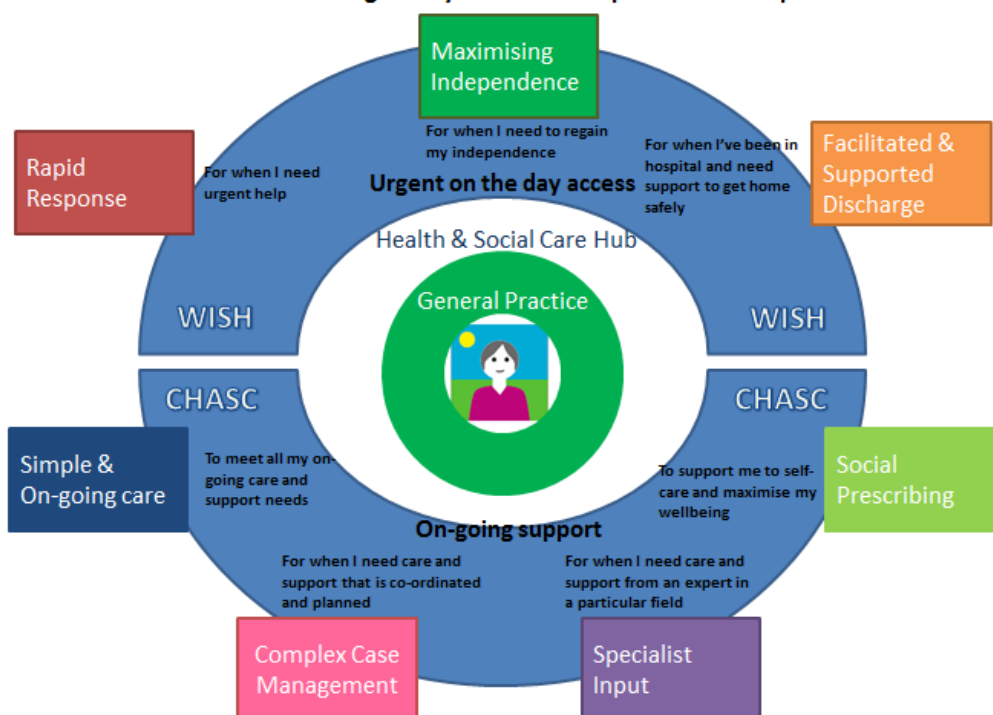 Maximising
Independence
For when I need to regain
my independence
Rapid
Response
For when I need
urgent help
For when I've been in
hospital and need
support to get home
safely
Facilitated &
Supported
Discharge
Urgent on the day access
Health & Social Care Hub
General Practice
WISH
WISH
CHASC
CHASC
Simple &
On-going care
To meet all my on-
going care and
support needs
To support me to self-
care and maximise my
wellbeing
Social
Prescribing
On-going support
For when I need care and
support that is co-ordinated
and planned
For when I need care and
support from an expert in
a particular field
Complex Case
Management
Specialist
Input